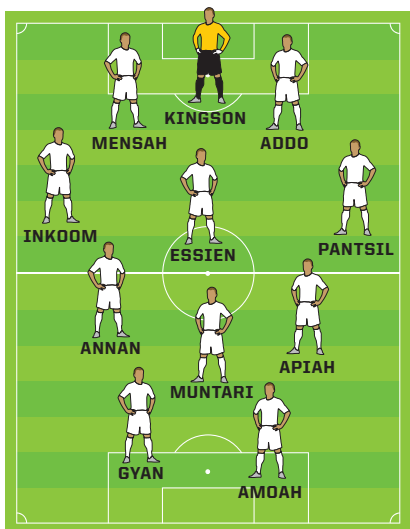 KINGSON
MENSAH
ADDO
INKOOM
ESSIEN
PANTSIL
ANNAN
APIAH
MUNTARI
GYAN
AMOAH